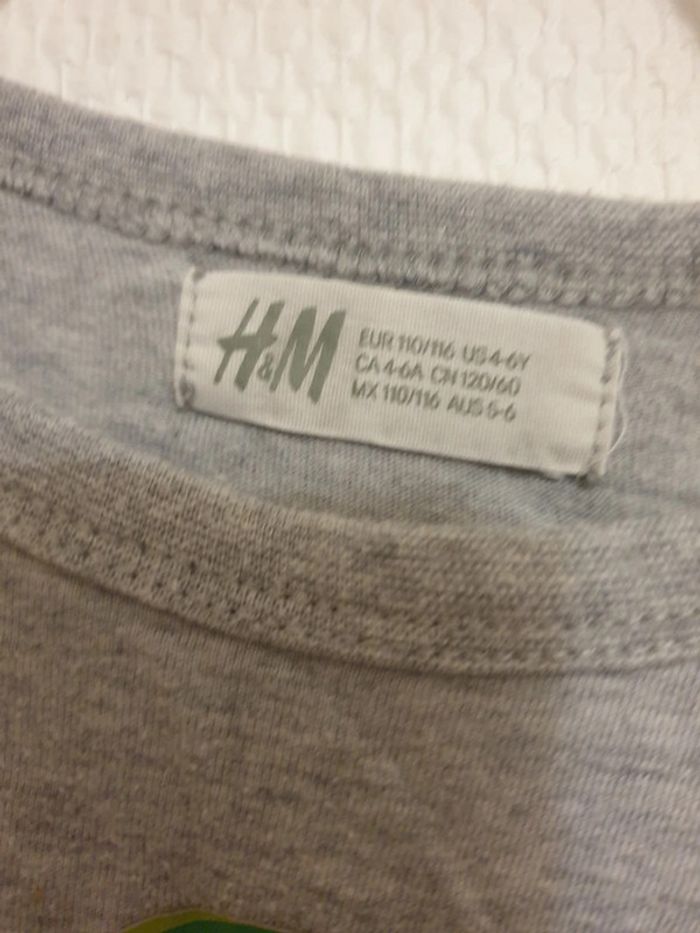 H&M
EUR 110/116 US 4-6Y
CA 4-6A CN 120/60
MX 110/116 AUS 5-6